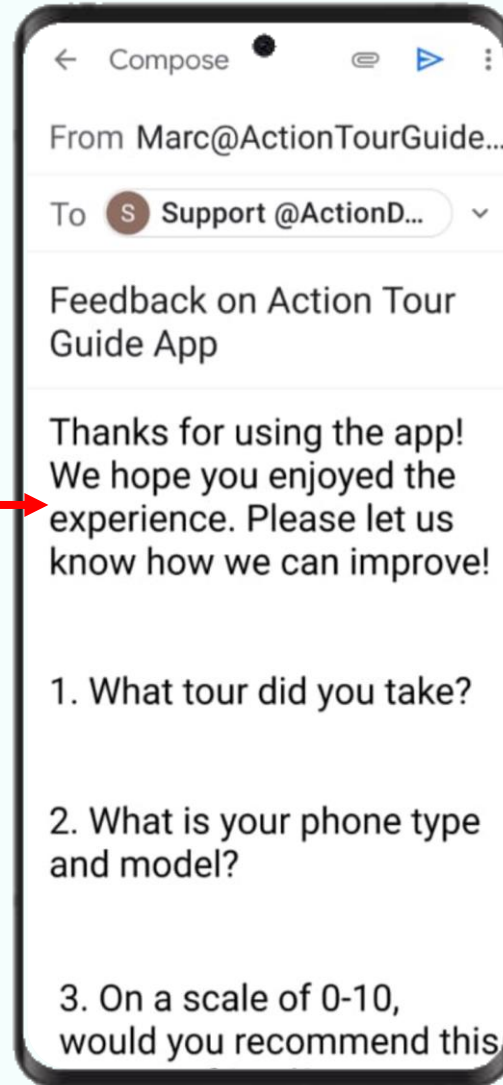 Compose
From Marc@ActionTourGuide...
To S Support @ActionD...
Feedback on Action Tour
Guide App
Thanks for using the app!
We hope you enjoyed the
experience. Please let us
know how we can improve!
1. What tour did you take?
2. What is your phone type
and model?
3. On a scale of 0-10,
would you recommend this